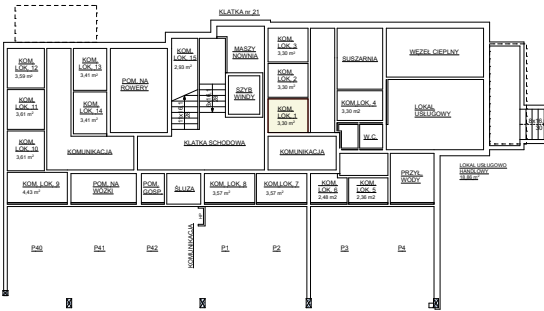 KLATKA nr 21
KOM.
LOK. 12
3,59 m²
KOM.
LOK. 13
3,41 m²
POM. NA
ROWERY
KOM.
LOK. 15
2,93 m²
MASZY
NOWNIA
KOM.
LOK. 3
3,30 m²
SUSZARNIA
WĘZEŁ CIEPLNY
KOM.
LOK. 11
3,61 m²
KOM.
LOK. 14
3,41 m²
SZYB
WINDY
KOM.
LOK. 2
3,30 m²
KOM.
LOK. 1
3,30 m²
KOM.LOK. 4
3,30 m2
LOKAL
USŁUGOWY
KOM.
LOK. 10
3,61 m²
KOMUNIKACJA
KLATKA SCHODOWA
KOMUNIKACJA
W.C.
LOKAL USŁUGOWO
HANDLOWY
18,86 m²
KOM.LOK. 9
4,43 m²
POM. NA
WÓZKI
POM.
GOSP.
ŚLUZA
KOM.LOK. 8
3,57 m²
KOM.LOK. 7
3,57 m²
KOM.
LOK. 6
2,48 m2
KOM.
LOK. 5
2,36 m2
PRZYŁ.
WODY
P40
P41
P42
KOMUNIKACJA
HP
P1
P2
P3
P4